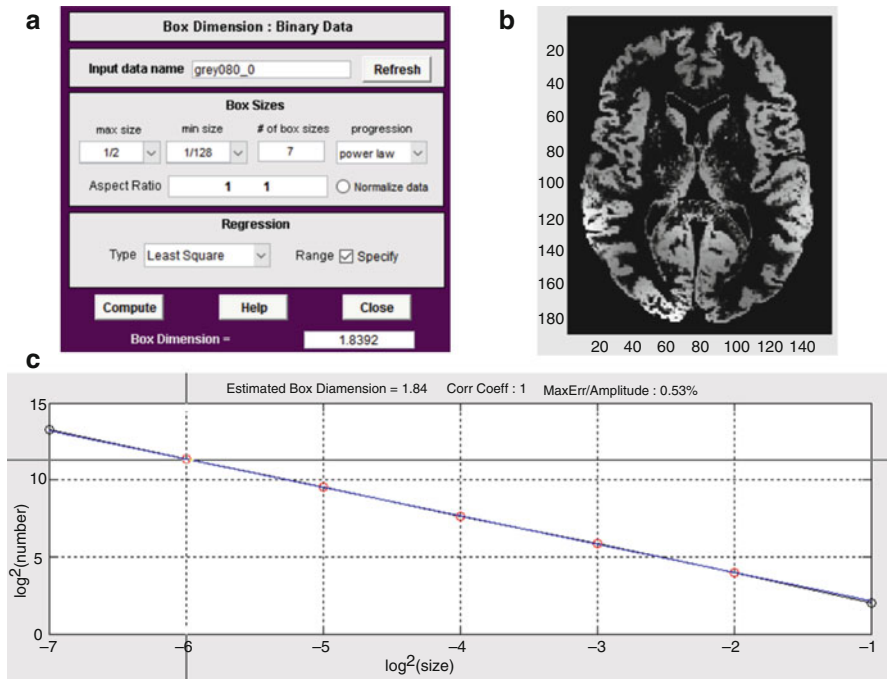 a
Box Dimension : Binary Data
Input data name grey080_0 Refresh
Box Sizes
max size min size # of box sizes progression
1/2 1/128 7 power law
Aspect Ratio 1 1 Normalize data
Regression
Type Least Square Range Specify
Compute Help Close
Box Dimension = 1.8392
b
20
40
60
80
100
120
140
160
180
20 40 60 80 100 120 140
c
Estimated Box Diamension = 1.84 Corr Coeff : 1 MaxErr/Amplitude : 0.53%
15
10
5
0
log²(number)
–7 –6 –5 –4 –3 –2 –1
log²(size)